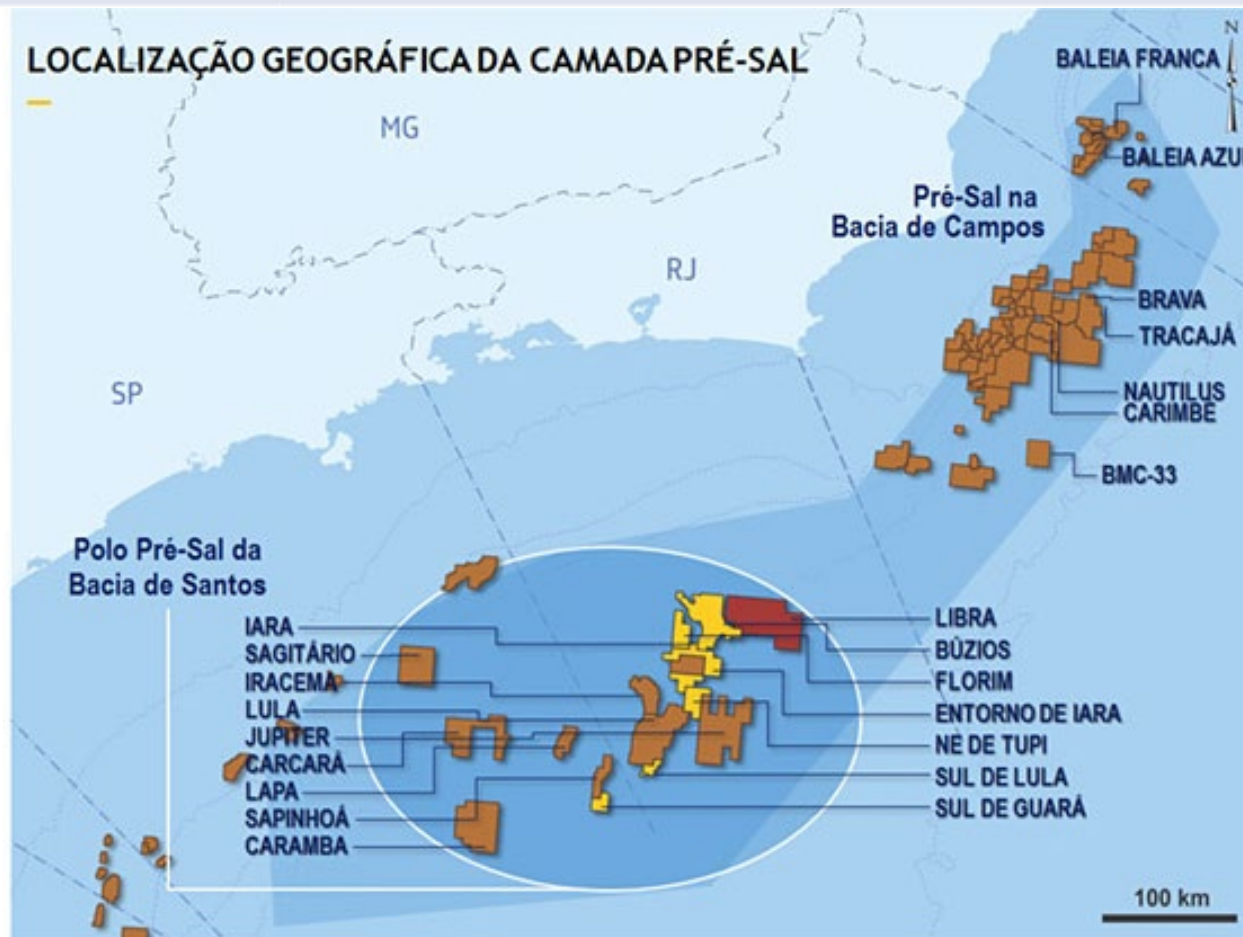 LOCALIZAÇÃO GEOGRÁFICA DA CAMADA PRÉ-SAL
N
BALEIA FRANCA
MG
BALEIA AZUL
Pré-Sal na
Bacia de Campos
RJ
BRAVA
TRACAJÁ
SP
NAUTILUS
CARIMBÉ
BMC-33
Polo Pré-Sal da
Bacia de Santos
IARA
SAGITÁRIO
IRACEMA
LULA
JUPITER
CARCARÁ
LAPA
SAPINHOÁ
CARAMBA
LIBRA
BÚZIOS
FLORIM
ENTORNO DE IARA
NE DE TUPI
SUL DE LULA
SUL DE GUARÁ
100 km